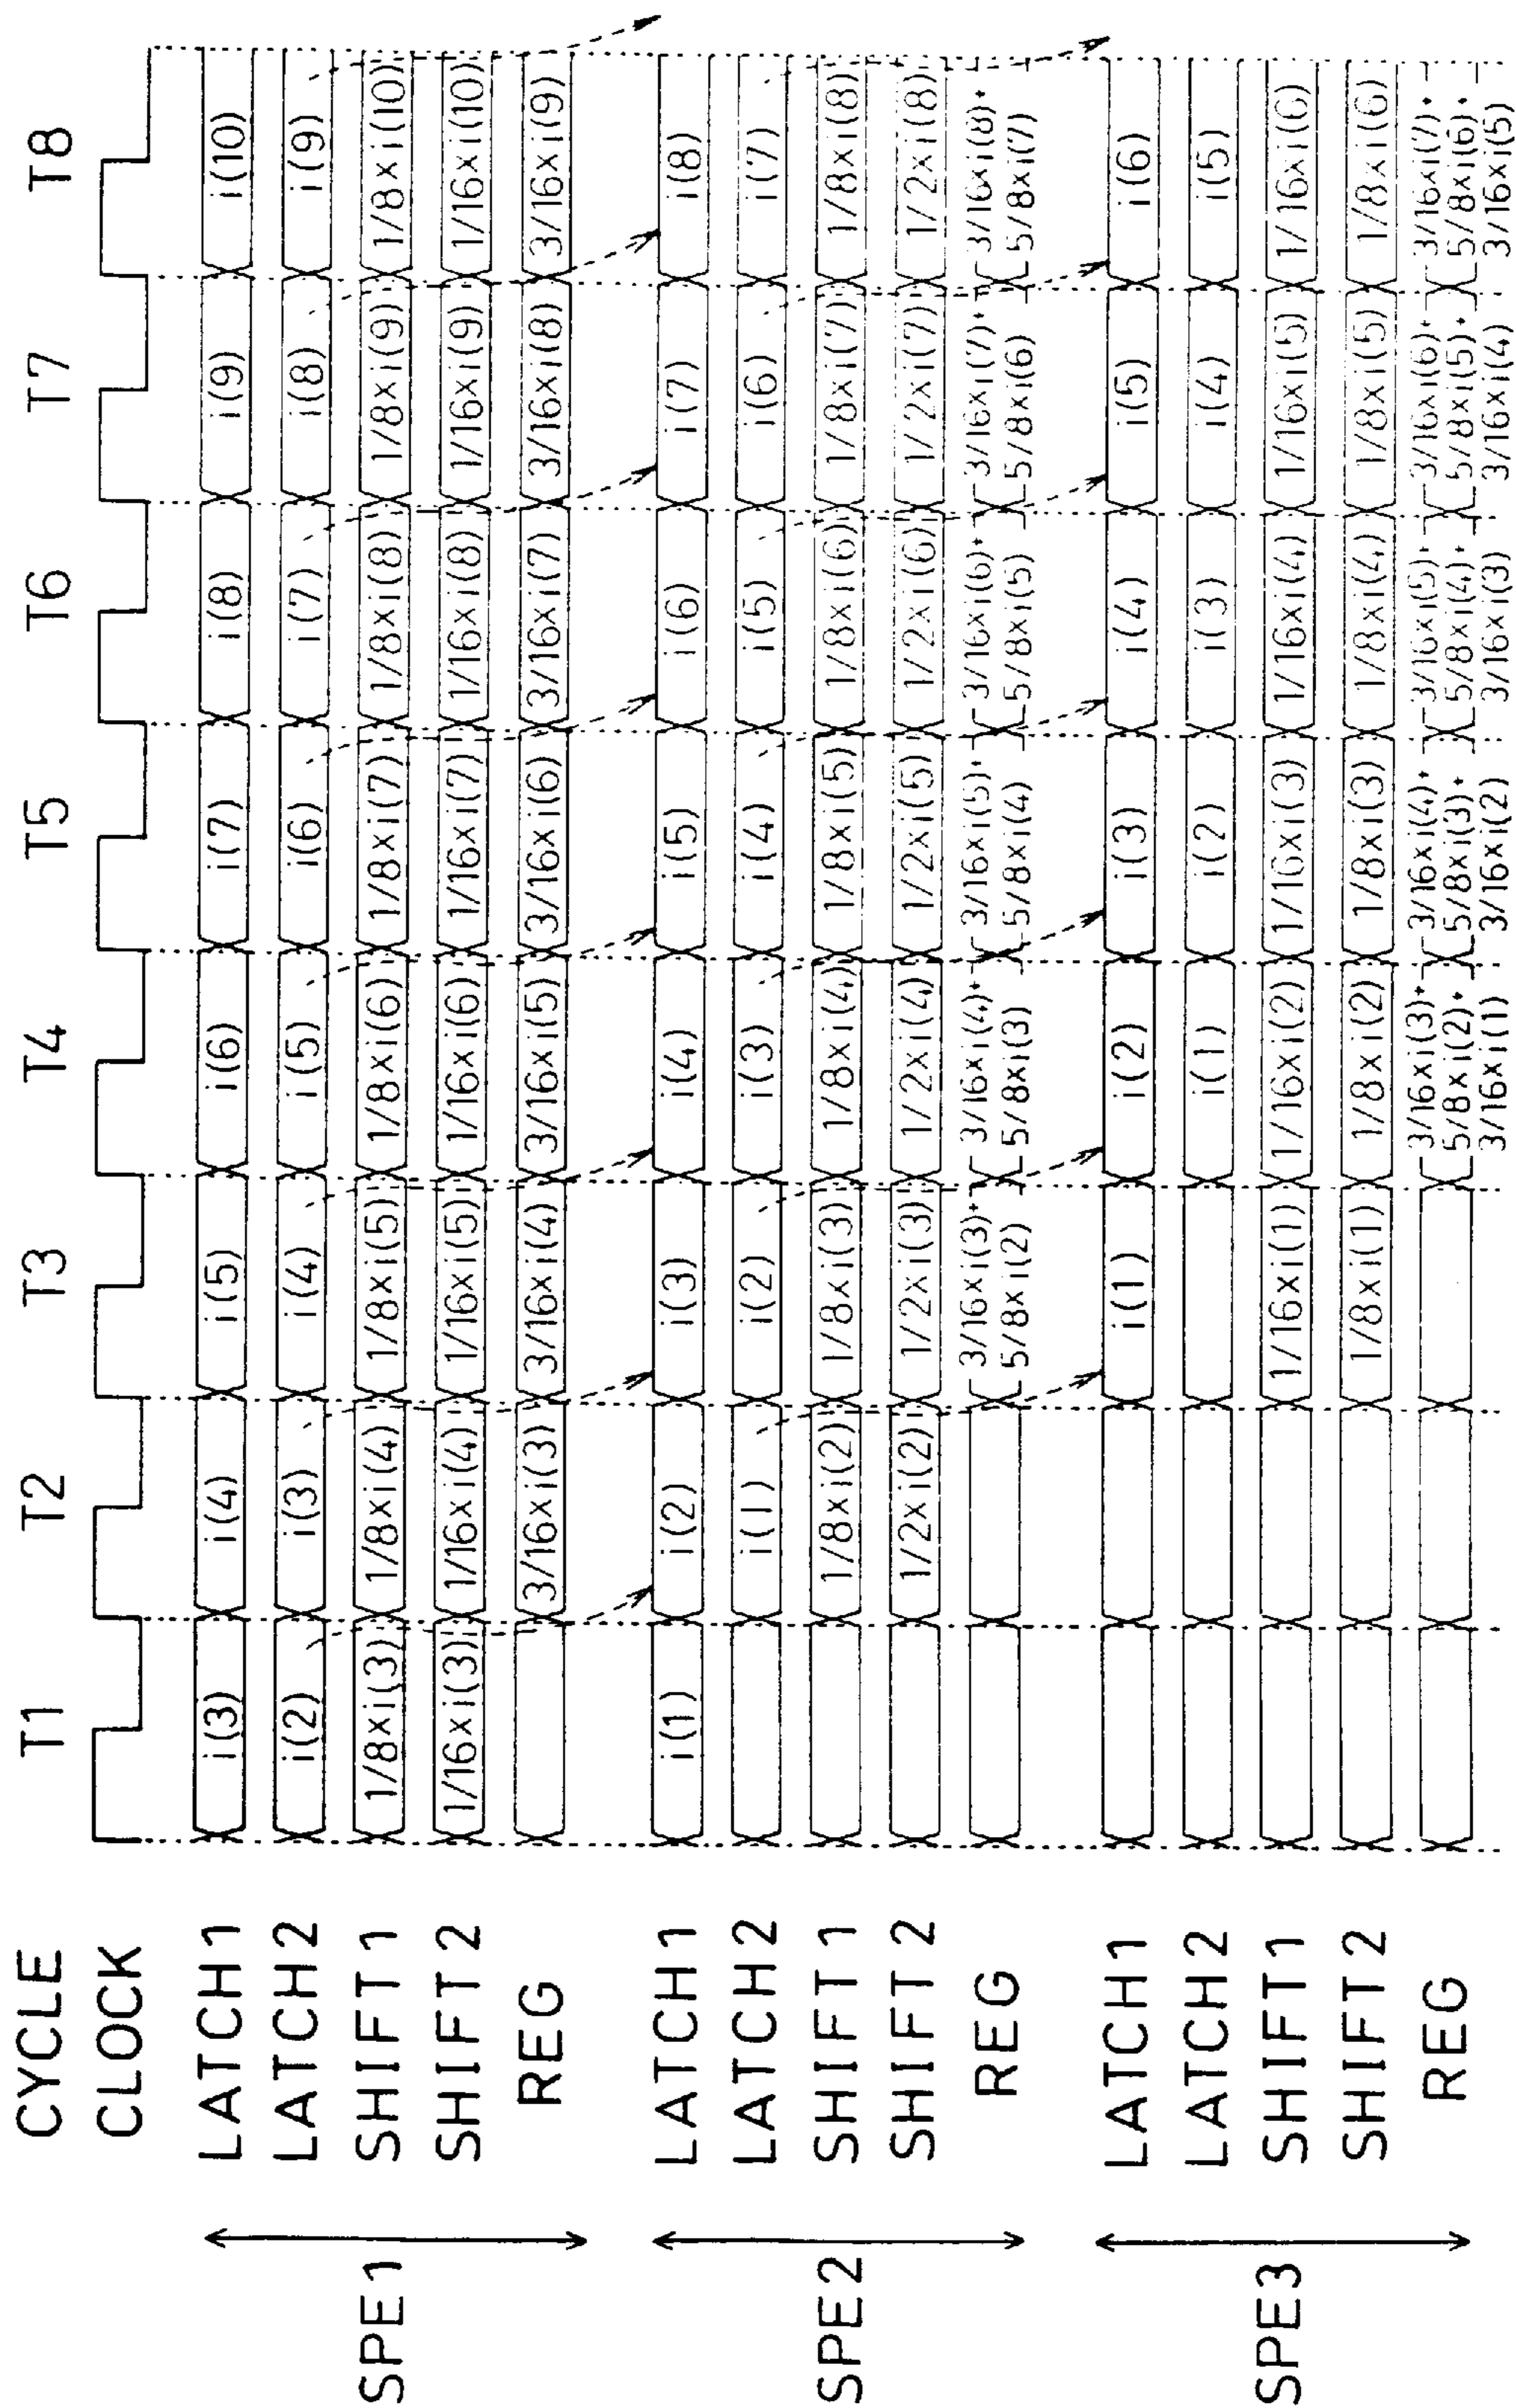 CYCLE T1 T2 T3 T4 T5 T6 T7 T8
CLOCK
SPE1
LATCH1 i(3) i(4) i(5) i(6) i(7) i(8) i(9) i(10)
LATCH2 i(2) i(3) i(4) i(5) i(6) i(7) i(8) i(9)
SHIFT1 1/8×i(3) 1/8×i(4) 1/8×i(5) 1/8×i(6) 1/8×i(7) 1/8×i(8) 1/8×i(9) 1/8×i(10)
SHIFT2 1/16×i(3) 1/16×i(4) 1/16×i(5) 1/16×i(6) 1/16×i(7) 1/16×i(8) 1/16×i(9) 1/16×i(10)
REG 3/16×i(3) 3/16×i(4) 3/16×i(5) 3/16×i(6) 3/16×i(7) 3/16×i(8) 3/16×i(9)
SPE2
LATCH1 i(1) i(2) i(3) i(4) i(5) i(6) i(7) i(8)
LATCH2 i(1) i(2) i(3) i(4) i(5) i(6) i(7)
SHIFT1 1/8×i(2) 1/8×i(3) 1/8×i(4) 1/8×i(5) 1/8×i(6) 1/8×i(7) 1/8×i(8)
SHIFT2 1/2×i(2) 1/2×i(3) 1/2×i(4) 1/2×i(5) 1/2×i(6) 1/2×i(7) 1/2×i(8)
REG 3/16×i(3)+ 3/16×i(4)+ 3/16×i(5)+ 3/16×i(6)+ 3/16×i(7)+ 3/16×i(8)+
5/8×i(2) 5/8×i(3) 5/8×i(4) 5/8×i(5) 5/8×i(6) 5/8×i(7)
SPE3
LATCH1 i(1) i(2) i(3) i(4) i(5) i(6)
LATCH2 i(1) i(2) i(3) i(4) i(5)
SHIFT1 1/16×i(1) 1/16×i(2) 1/16×i(3) 1/16×i(4) 1/16×i(5) 1/16×i(6)
SHIFT2 1/8×i(1) 1/8×i(2) 1/8×i(3) 1/8×i(4) 1/8×i(5) 1/8×i(6)
REG 3/16×i(3)+ 3/16×i(4)+ 3/16×i(5)+ 3/16×i(6)+ 3/16×i(7)+
5/8×i(2)+ 5/8×i(3)+ 5/8×i(4)+ 5/8×i(5)+ 5/8×i(6)+
3/16×i(1) 3/16×i(2) 3/16×i(3) 3/16×i(4) 3/16×i(5)